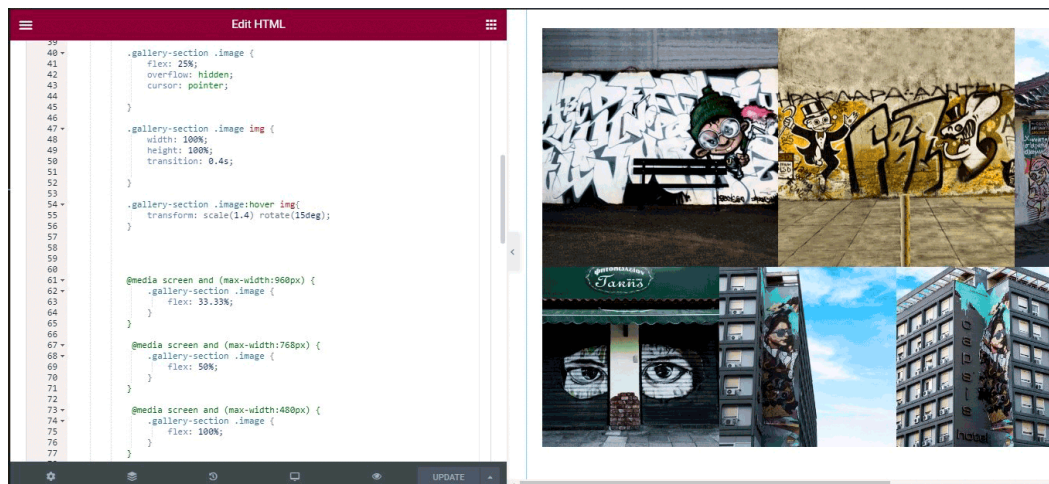 Edit HTML
39
40 .gallery-section .image {
41 flex: 25%;
42 overflow: hidden;
43 cursor: pointer;
44
45 }
46
47 .gallery-section .image img {
48 width: 100%;
49 height: 100%;
50 transition: 0.4s;
51
52 }
53
54 .gallery-section .image:hover img{
55 transform: scale(1.4) rotate(15deg);
56 }
57
58
59
60
61 @media screen and (max-width:960px) {
62 .gallery-section .image {
63 flex: 33.33%;
64 }
65 }
66
67 @media screen and (max-width:768px) {
68 .gallery-section .image {
69 flex: 50%;
70 }
71 }
72
73 @media screen and (max-width:480px) {
74 .gallery-section .image {
75 flex: 100%;
76 }
77 }
UPDATE
Τακης
hotel